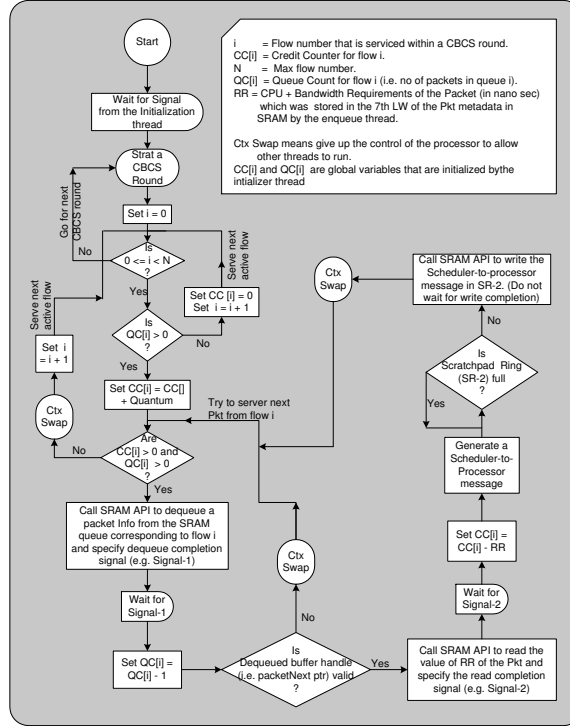 Start
Wait for Signal
from the Initialization
thread
Strat a
CBCS
Round
Set i = 0
Go for next
CBCS round
No
Is
0 <= i < N
?
Yes
Serve next
active flow
Set CC [i] = 0
Set i = i + 1
Is
QC[i] > 0
?
No
Yes
Set CC[i] = CC[]
+ Quantum
Serve next
active flow
Set i
= i + 1
Ctx
Swap
No
Try to server next
Pkt from flow i
Are
CC[i] > 0 and
QC[i] > 0
?
Yes
Call SRAM API to dequeue a
packet Info from the SRAM
queue corresponding to flow i
and specify dequeue completion
signal (e.g. Signal-1)
Wait for
Signal-1
Set QC[i] =
QC[i] - 1
Is
Dequeued buffer handle
(i.e. packetNext ptr) valid
?
No
Ctx
Swap
Yes
Call SRAM API to read the
value of RR of the Pkt and
specify the read completion
signal (e.g. Signal-2)
Wait for
Signal-2
Set CC[i] =
CC[i] - RR
Generate a
Scheduler-to-
Processor
message
Is
Scratchpad Ring
(SR-2) full
?
Yes
No
Call SRAM API to write the
Scheduler-to-processor
message in SR-2. (Do not
wait for write completion)
Ctx
Swap
i = Flow number that is serviced within a CBCS round.
CC[i] = Credit Counter for flow i.
N = Max flow number.
QC[i] = Queue Count for flow i (i.e. no of packets in queue i).
RR = CPU + Bandwidth Requirements of the Packet (in nano sec)
which was stored in the 7th LW of the Pkt metadata in
SRAM by the enqueue thread.
Ctx Swap means give up the control of the processor to allow
other threads to run.
CC[i] and QC[i] are global variables that are initialized bythe
intializer thread